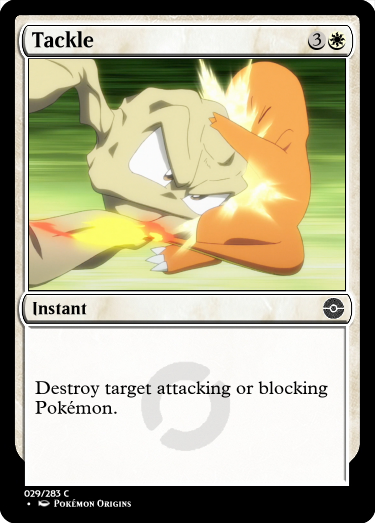 Tackle 3
Instant
Destroy target attacking or blocking
Pokémon.
029/283 C
• Pokémon Origins